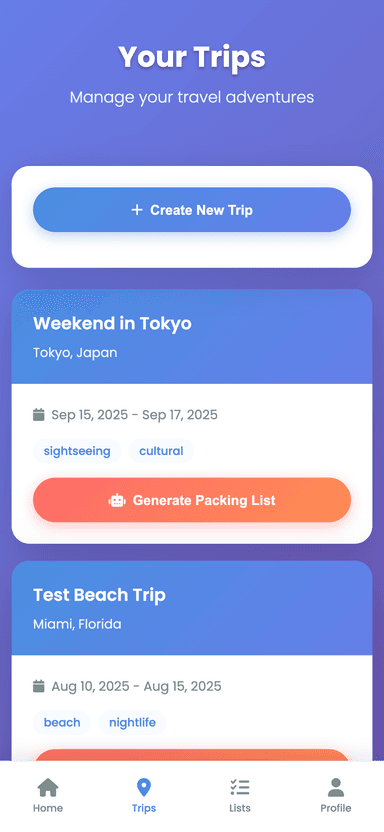 Your Trips
Manage your travel adventures
Create New Trip
Weekend in Tokyo
Tokyo, Japan
Sep 15, 2025 - Sep 17, 2025
sightseeing cultural
Generate Packing List
Test Beach Trip
Miami, Florida
Aug 10, 2025 - Aug 15, 2025
beach nightlife
Home Trips Lists Profile